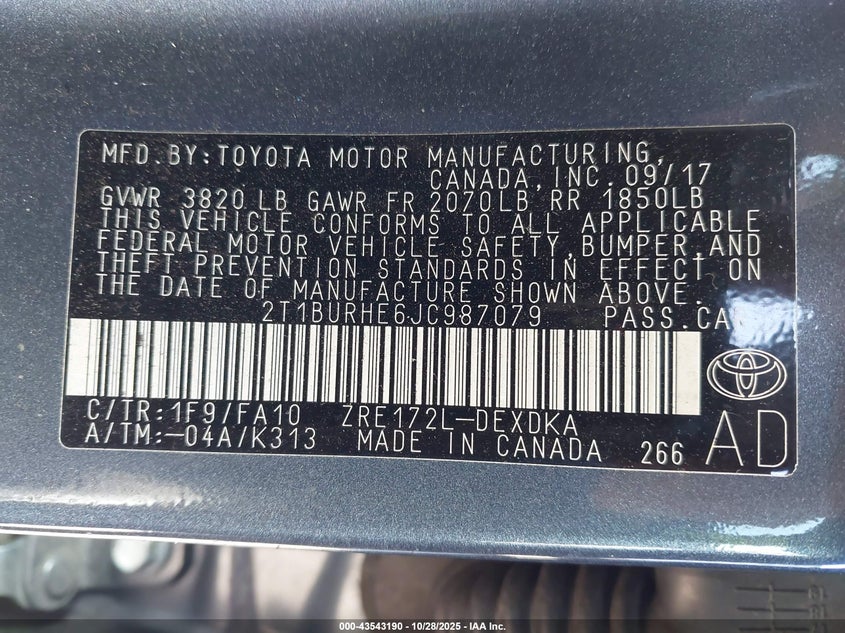 MFD.BY:TOYOTA MOTOR MANUFACTURING,
CANADA,INC. 09/17
GVWR 3820 LB GAWR FR 2070LB RR 1850LB
THIS VEHICLE CONFORMS TO ALL APPLICABLE
FEDERAL MOTOR VEHICLE SAFETY,BUMPER,AND
THEFT PREVENTION STANDARDS IN EFFECT ON
THE DATE OF MANUFACTURE SHOWN ABOVE.
2T1BURHE6JC987079 PASS.CAR
C/TR:1F9/FA10 ZRE172L-DEXDKA
A/TM:-04A/K313 MADE IN CANADA 266 AD
000-43543190 | 10/28/2025 - IAA Inc.